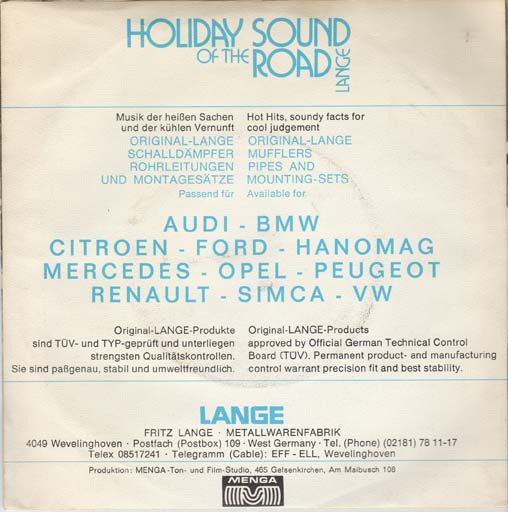 HOLIDAY SOUND
OF THE ROAD
LANGE
Musik der heißen Sachen
und der kühlen Vernunft
ORIGINAL-LANGE
SCHALLDÄMPFER
ROHRLEITUNGEN
UND MONTAGESÄTZE
Passend für
Hot Hits, soundy facts for
cool judgement
ORIGINAL-LANGE
MUFFLERS
PIPES AND
MOUNTING-SETS
Available for
AUDI - BMW
CITROEN - FORD - HANOMAG
MERCEDES - OPEL - PEUGEOT
RENAULT - SIMCA - VW
Original-LANGE-Produkte
sind TÜV- und TYP-geprüft und unterliegen
strengsten Qualitätskontrollen.
Sie sind paßgenau, stabil und umweltfreundlich.
Original-LANGE-Products
approved by Official German Technical Control
Board (TÜV). Permanent product- and manufacturing
control warrant precision fit and best stability.
LANGE
FRITZ LANGE · METALLWARENFABRIK
4049 Wevelinghoven · Postfach (Postbox) 109 · West Germany · Tel. (Phone) (02181) 78 11-17
Telex 08517241 · Telegramm (Cable): EFF - ELL, Wevelinghoven
Produktion: MENGA-Ton- und Film-Studio, 465 Gelsenkirchen, Am Maibusch 108
MENGA